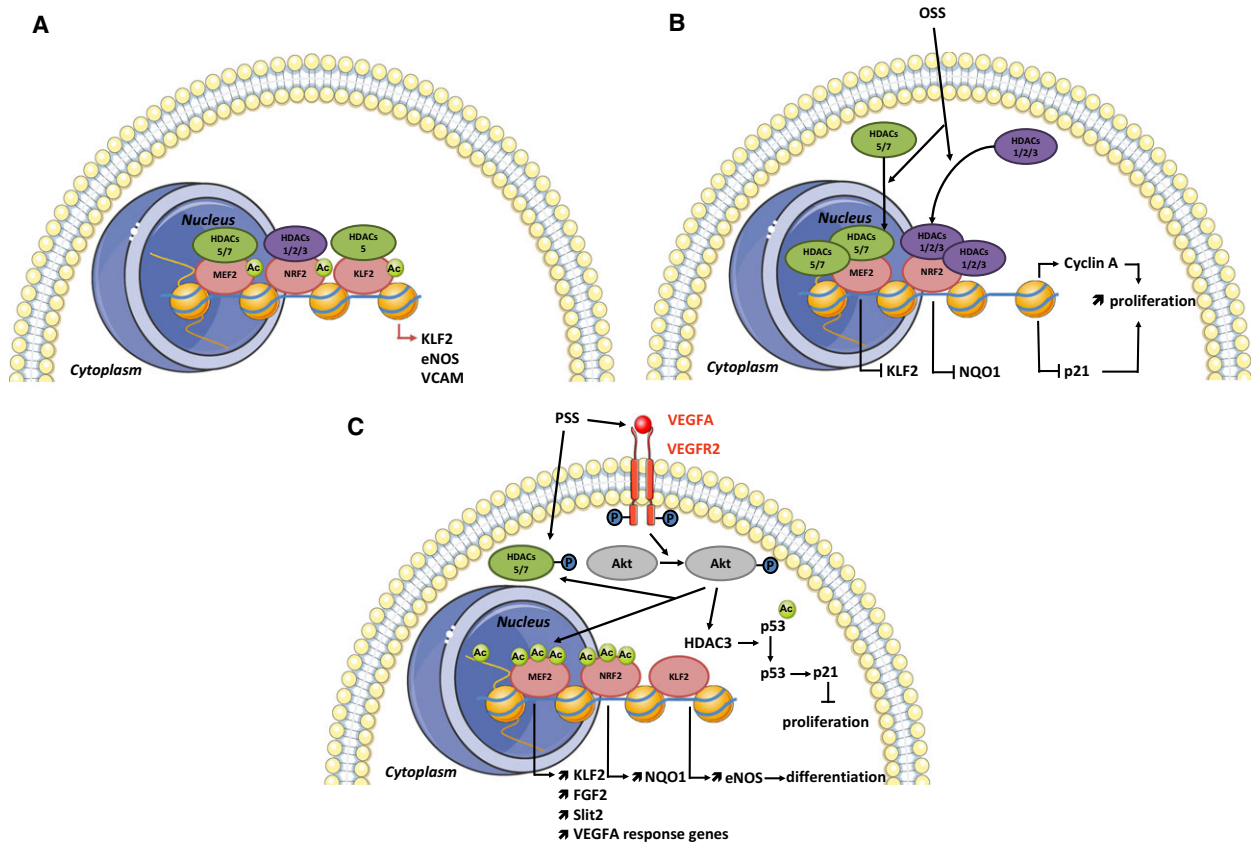 A
Nucleus
HDACs
5/7
HDACs
1/2/3
HDACs
5
MEF2
Ac
NRF2
Ac
KLF2
Ac
KLF2
eNOS
VCAM
Cytoplasm
B
OSS
HDACs
5/7
HDACs
1/2/3
Nucleus
HDACs
5/7
HDACs
5/7
HDACs
1/2/3
HDACs
1/2/3
MEF2
NRF2
Cyclin A
proliferation
Cytoplasm
KLF2
NQO1
p21
C
PSS
VEGFA
VEGFR2
P
P
HDACs
5/7
P
Akt
Akt
P
Nucleus
Ac
Ac
Ac
Ac
Ac
Ac
Ac
MEF2
NRF2
KLF2
HDAC3
Ac
p53
p53
p21
proliferation
Cytoplasm
KLF2
NQO1
eNOS
differentiation
FGF2
Slit2
VEGFA response genes